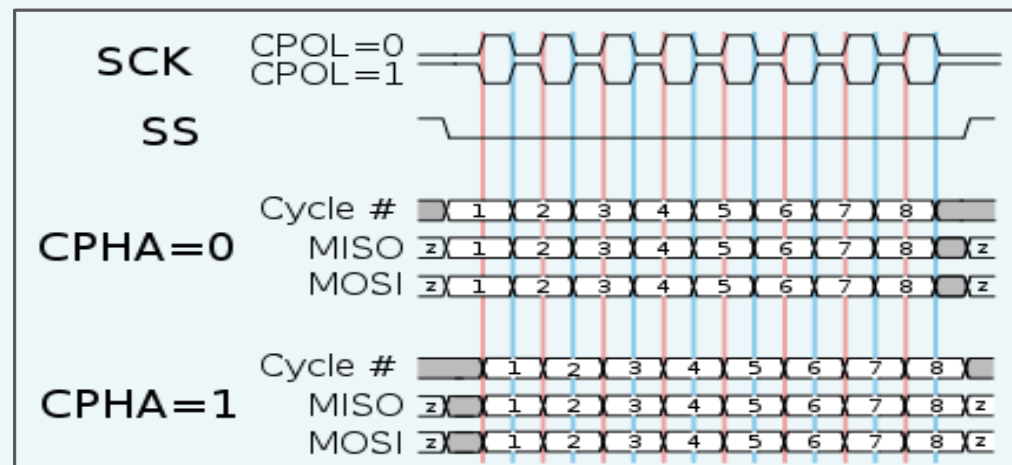 SCK CPOL=0
CPOL=1
SS
Cycle # 1 2 3 4 5 6 7 8
CPHA=0 MISO z 1 2 3 4 5 6 7 8 z
MOSI z 1 2 3 4 5 6 7 8 z
Cycle # 1 2 3 4 5 6 7 8
CPHA=1 MISO z 1 2 3 4 5 6 7 8 z
MOSI z 1 2 3 4 5 6 7 8 z